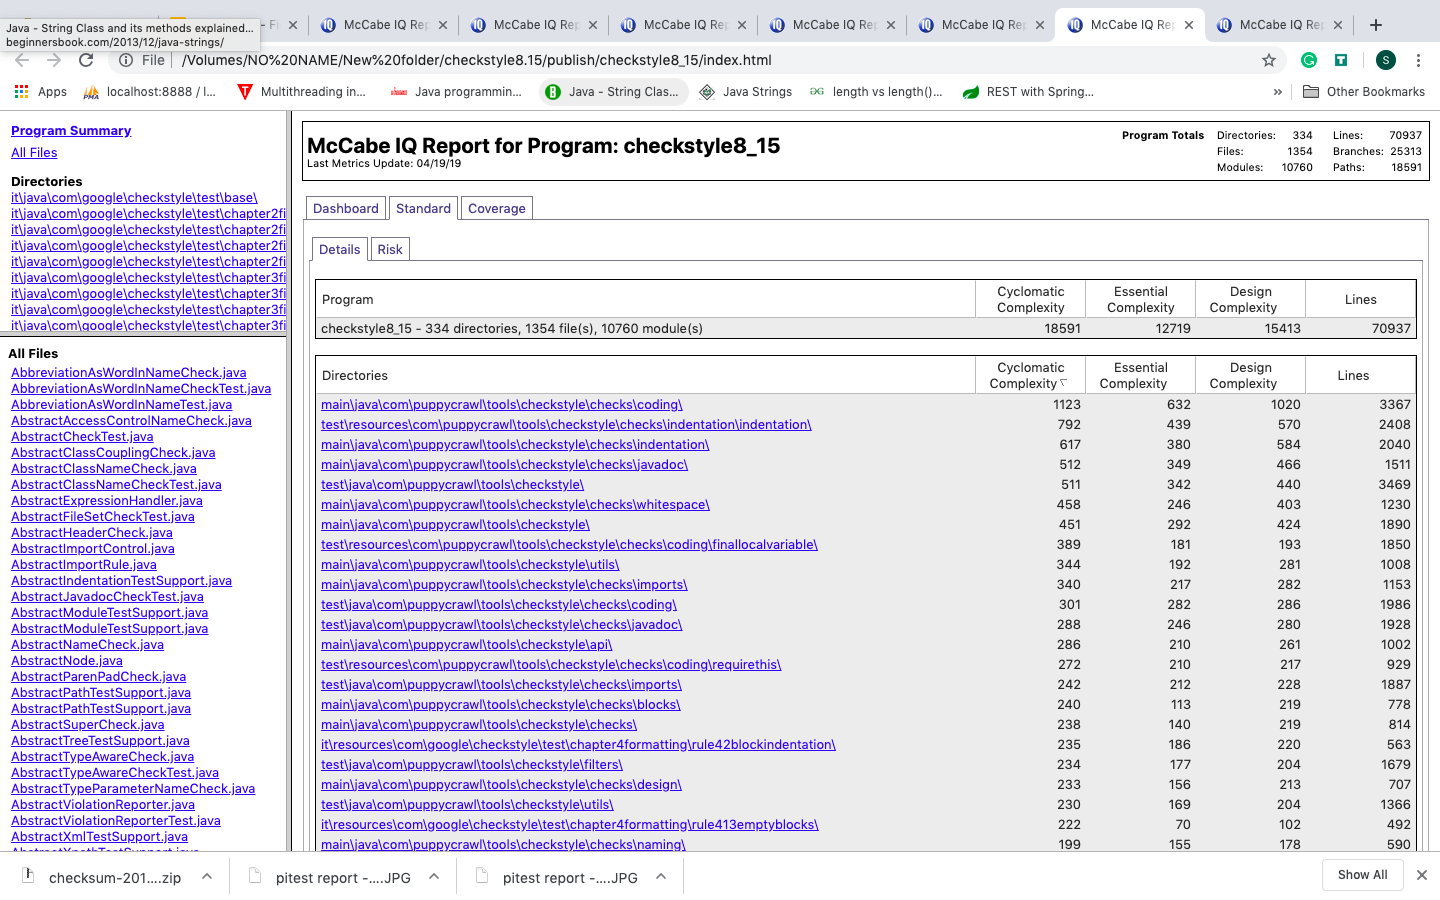 Java - String Class and its methods explained...
beginnersbook.com/2013/12/java-strings/
McCabe IQ Rep
McCabe IQ Rep
McCabe IQ Rep
McCabe IQ Rep
McCabe IQ Rep
McCabe IQ Rep
McCabe IQ Rep
File
/Volumes/NO%20NAME/New%20folder/checkstyle8.15/publish/checkstyle8_15/index.html
S
Apps
localhost:8888 / l...
Multithreading in...
Java programmin...
Java - String Clas...
Java Strings
length vs length()...
REST with Spring...
»
Other Bookmarks
Program Summary
All Files
Directories
it\java\com\google\checkstyle\test\base\
it\java\com\google\checkstyle\test\chapter2fi
it\java\com\google\checkstyle\test\chapter2fi
it\java\com\google\checkstyle\test\chapter2fi
it\java\com\google\checkstyle\test\chapter2fi
it\java\com\google\checkstyle\test\chapter3fi
it\java\com\google\checkstyle\test\chapter3fi
it\java\com\google\checkstyle\test\chapter3fi
it\java\com\google\checkstyle\test\chapter3fi
All Files
AbbreviationAsWordInNameCheck.java
AbbreviationAsWordInNameCheckTest.java
AbbreviationAsWordInNameTest.java
AbstractAccessControlNameCheck.java
AbstractCheckTest.java
AbstractClassCouplingCheck.java
AbstractClassNameCheck.java
AbstractClassNameCheckTest.java
AbstractExpressionHandler.java
AbstractFileSetCheckTest.java
AbstractHeaderCheck.java
AbstractImportControl.java
AbstractImportRule.java
AbstractIndentationTestSupport.java
AbstractJavadocCheckTest.java
AbstractModuleTestSupport.java
AbstractModuleTestSupport.java
AbstractNameCheck.java
AbstractNode.java
AbstractParenPadCheck.java
AbstractPathTestSupport.java
AbstractPathTestSupport.java
AbstractSuperCheck.java
AbstractTreeTestSupport.java
AbstractTypeAwareCheck.java
AbstractTypeAwareCheckTest.java
AbstractTypeParameterNameCheck.java
AbstractViolationReporter.java
AbstractViolationReporterTest.java
AbstractXmlTestSupport.java
McCabe IQ Report for Program: checkstyle8_15
Last Metrics Update: 04/19/19
Program Totals Directories: 334 Lines: 70937
Files: 1354 Branches: 25313
Modules: 10760 Paths: 18591
Dashboard Standard Coverage
Details Risk
Program Cyclomatic Complexity Essential Complexity Design Complexity Lines
checkstyle8_15 - 334 directories, 1354 file(s), 10760 module(s) 18591 12719 15413 70937
Directories Cyclomatic Complexity Essential Complexity Design Complexity Lines
main\java\com\puppycrawl\tools\checkstyle\checks\coding\ 1123 632 1020 3367
test\resources\com\puppycrawl\tools\checkstyle\checks\indentation\indentation\ 792 439 570 2408
main\java\com\puppycrawl\tools\checkstyle\checks\indentation\ 617 380 584 2040
main\java\com\puppycrawl\tools\checkstyle\checks\javadoc\ 512 349 466 1511
test\java\com\puppycrawl\tools\checkstyle\ 511 342 440 3469
main\java\com\puppycrawl\tools\checkstyle\checks\whitespace\ 458 246 403 1230
main\java\com\puppycrawl\tools\checkstyle\ 451 292 424 1890
test\resources\com\puppycrawl\tools\checkstyle\checks\coding\finallocalvariable\ 389 181 193 1850
main\java\com\puppycrawl\tools\checkstyle\utils\ 344 192 281 1008
main\java\com\puppycrawl\tools\checkstyle\checks\imports\ 340 217 282 1153
test\java\com\puppycrawl\tools\checkstyle\checks\coding\ 301 282 286 1986
test\java\com\puppycrawl\tools\checkstyle\checks\javadoc\ 288 246 280 1928
main\java\com\puppycrawl\tools\checkstyle\api\ 286 210 261 1002
test\resources\com\puppycrawl\tools\checkstyle\checks\coding\requirethis\ 272 210 217 929
test\java\com\puppycrawl\tools\checkstyle\checks\imports\ 242 212 228 1887
main\java\com\puppycrawl\tools\checkstyle\checks\blocks\ 240 113 219 778
main\java\com\puppycrawl\tools\checkstyle\checks\ 238 140 219 814
it\resources\com\google\checkstyle\test\chapter4formatting\rule42blockindentation\ 235 186 220 563
test\java\com\puppycrawl\tools\checkstyle\filters\ 234 177 204 1679
main\java\com\puppycrawl\tools\checkstyle\checks\design\ 233 156 213 707
test\java\com\puppycrawl\tools\checkstyle\utils\ 230 169 204 1366
it\resources\com\google\checkstyle\test\chapter4formatting\rule413emptyblocks\ 222 70 102 492
main\java\com\puppycrawl\tools\checkstyle\checks\naming\ 199 155 178 590
checksum-201....zip
pitest report -....JPG
pitest report -....JPG
Show All